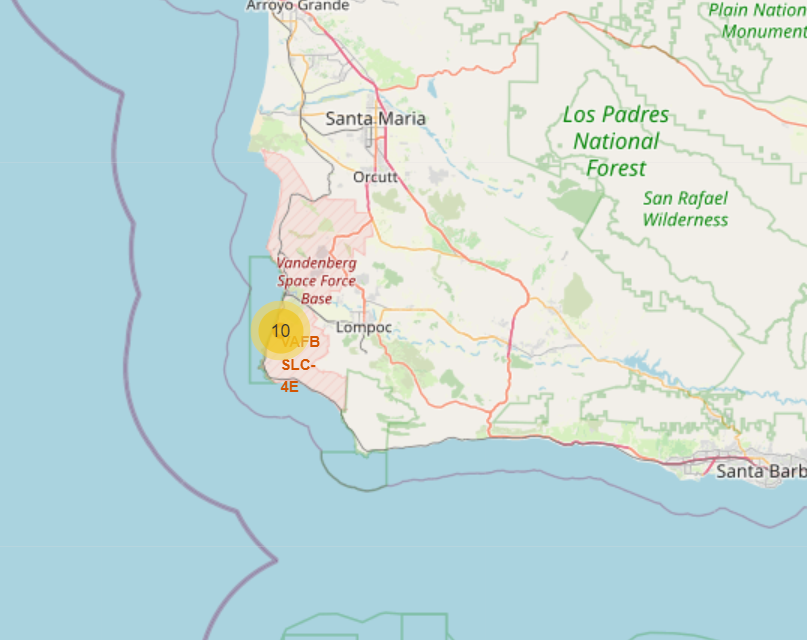 Arroyo Grande
Plain Nation
Monument
Santa Maria
Los Padres
National
Forest
Orcutt
San Rafael
Wilderness
Vandenberg
Space Force
Base
10
VAFB
SLC-
4E
Lompoc
Santa Barb